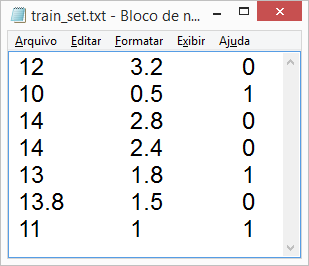 train_set.txt - Bloco de n...
Arquivo Editar Formatar Exibir Ajuda
12 3.2 0
10 0.5 1
14 2.8 0
14 2.4 0
13 1.8 1
13.8 1.5 0
11 1 1